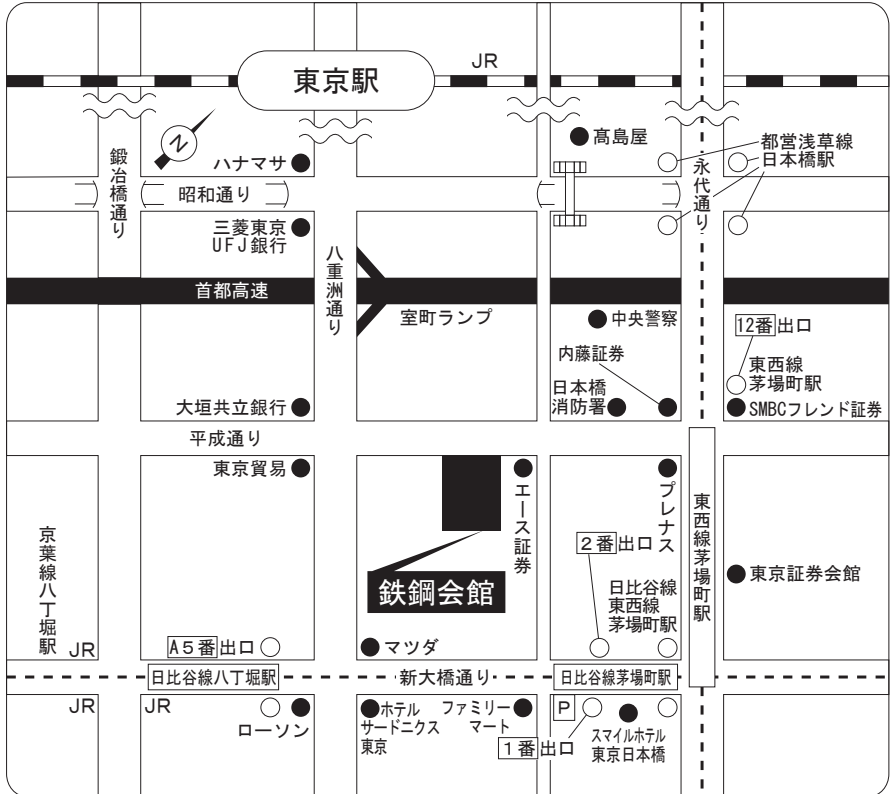 JR
東京駅
N
髙島屋
都営浅草線
日本橋駅
ハナマサ
鍛冶橋通り
昭和通り
永代通り
三菱東京
UFJ銀行
八重洲通り
首都高速
室町ランプ
中央警察
12番出口
内藤証券
東西線
茅場町駅
日本橋
消防署
大垣共立銀行
SMBCフレンド証券
平成通り
東京貿易
エース証券
プレナス
東西線茅場町駅
2番出口
京葉線八丁堀駅
鉄鋼会館
東京証券会館
日比谷線
東西線
茅場町駅
JR
A5番出口
マツダ
日比谷線八丁堀駅
新大橋通り
日比谷線茅場町駅
JR
JR
ローソン
ホテル
サードニクス
東京
ファミリー
マート
P
1番出口
スマイルホテル
東京日本橋